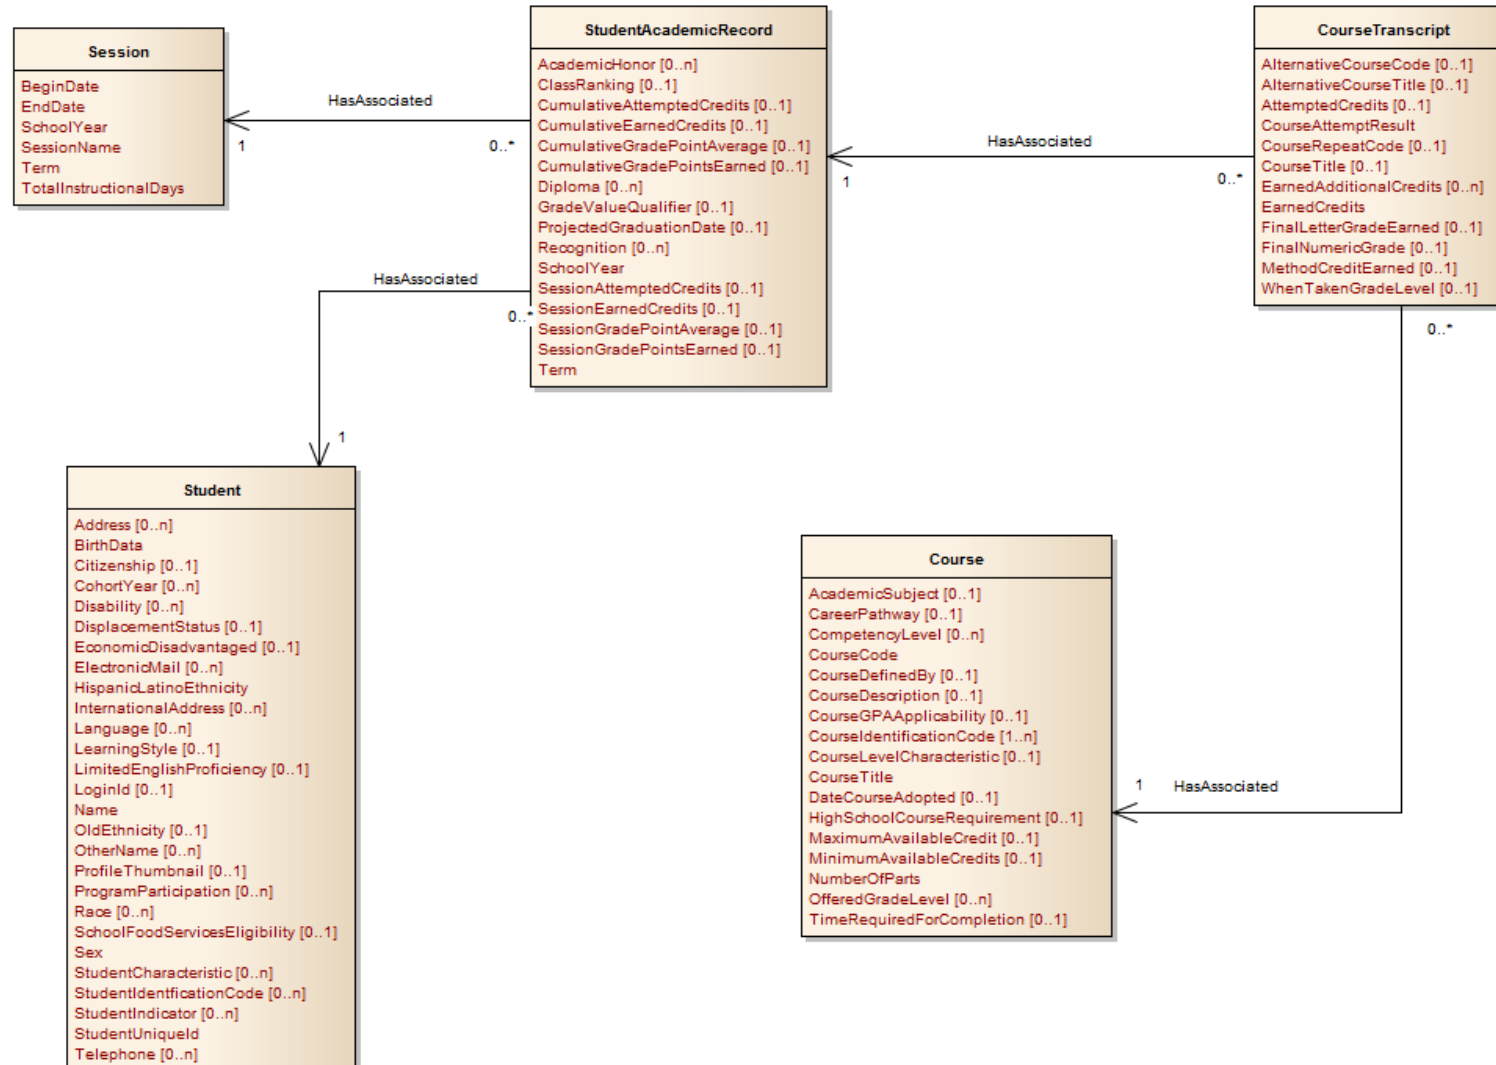 Session
BeginDate
EndDate
SchoolYear
SessionName
Term
TotalInstructionalDays
HasAssociated
1
0..*
StudentAcademicRecord
AcademicHonor [0..n]
ClassRanking [0..1]
CumulativeAttemptedCredits [0..1]
CumulativeEarnedCredits [0..1]
CumulativeGradePointAverage [0..1]
CumulativeGradePointsEarned [0..1]
Diploma [0..n]
GradeValueQualifier [0..1]
ProjectedGraduationDate [0..1]
Recognition [0..n]
SchoolYear
SessionAttemptedCredits [0..1]
SessionEarnedCredits [0..1]
SessionGradePointAverage [0..1]
SessionGradePointsEarned [0..1]
Term
HasAssociated
1
0..*
CourseTranscript
AlternativeCourseCode [0..1]
AlternativeCourseTitle [0..1]
AttemptedCredits [0..1]
CourseAttemptResult
CourseRepeatCode [0..1]
CourseTitle [0..1]
EarnedAdditionalCredits [0..n]
EarnedCredits
FinalLetterGradeEarned [0..1]
FinalNumericGrade [0..1]
MethodCreditEarned [0..1]
WhenTakenGradeLevel [0..1]
0..*
HasAssociated
0..*
1
Student
Address [0..n]
BirthData
Citizenship [0..1]
CohortYear [0..n]
Disability [0..n]
DisplacementStatus [0..1]
EconomicDisadvantaged [0..1]
ElectronicMail [0..n]
HispanicLatinoEthnicity
InternationalAddress [0..n]
Language [0..n]
LearningStyle [0..1]
LimitedEnglishProficiency [0..1]
LoginId [0..1]
Name
OldEthnicity [0..1]
OtherName [0..n]
ProfileThumbnail [0..1]
ProgramParticipation [0..n]
Race [0..n]
SchoolFoodServicesEligibility [0..1]
Sex
StudentCharacteristic [0..n]
StudentIdentficationCode [0..n]
StudentIndicator [0..n]
StudentUniqueId
Telephone [0..n]
Course
AcademicSubject [0..1]
CareerPathway [0..1]
CompetencyLevel [0..n]
CourseCode
CourseDefinedBy [0..1]
CourseDescription [0..1]
CourseGPAApplicability [0..1]
CourseIdentificationCode [1..n]
CourseLevelCharacteristic [0..1]
CourseTitle
DateCourseAdopted [0..1]
HighSchoolCourseRequirement [0..1]
MaximumAvailableCredit [0..1]
MinimumAvailableCredits [0..1]
NumberOfParts
OfferedGradeLevel [0..n]
TimeRequiredForCompletion [0..1]
1
HasAssociated